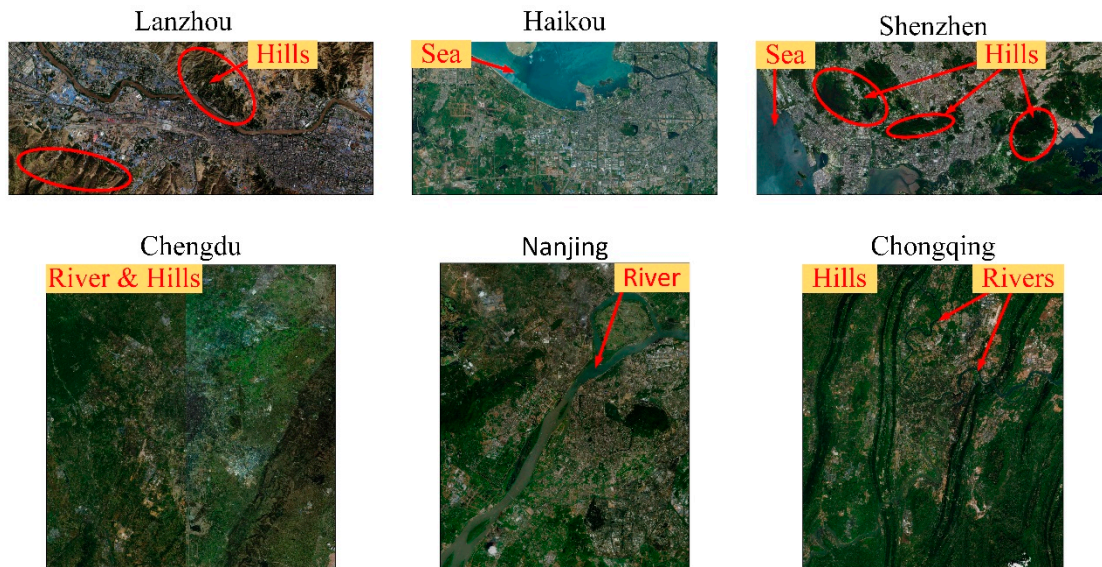 Lanzhou
Hills
Haikou
Sea
Shenzhen
Sea
Hills
Chengdu
River & Hills
Nanjing
River
Chongqing
Hills
Rivers